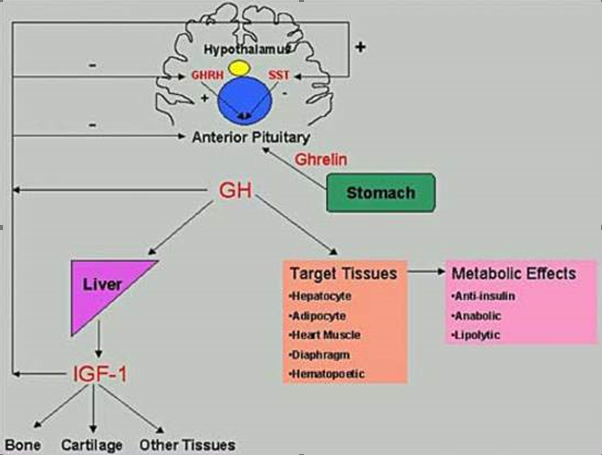 Hypothalamus
+
-
GHRH
SST
+
-
-
Anterior Pituitary
Ghrelin
Stomach
GH
Liver
Target Tissues
•Hepatocyte
•Adipocyte
•Heart Muscle
•Diaphragm
•Hematopoetic
Metabolic Effects
•Anti-insulin
•Anabolic
•Lipolytic
IGF-1
Bone
Cartilage
Other Tissues